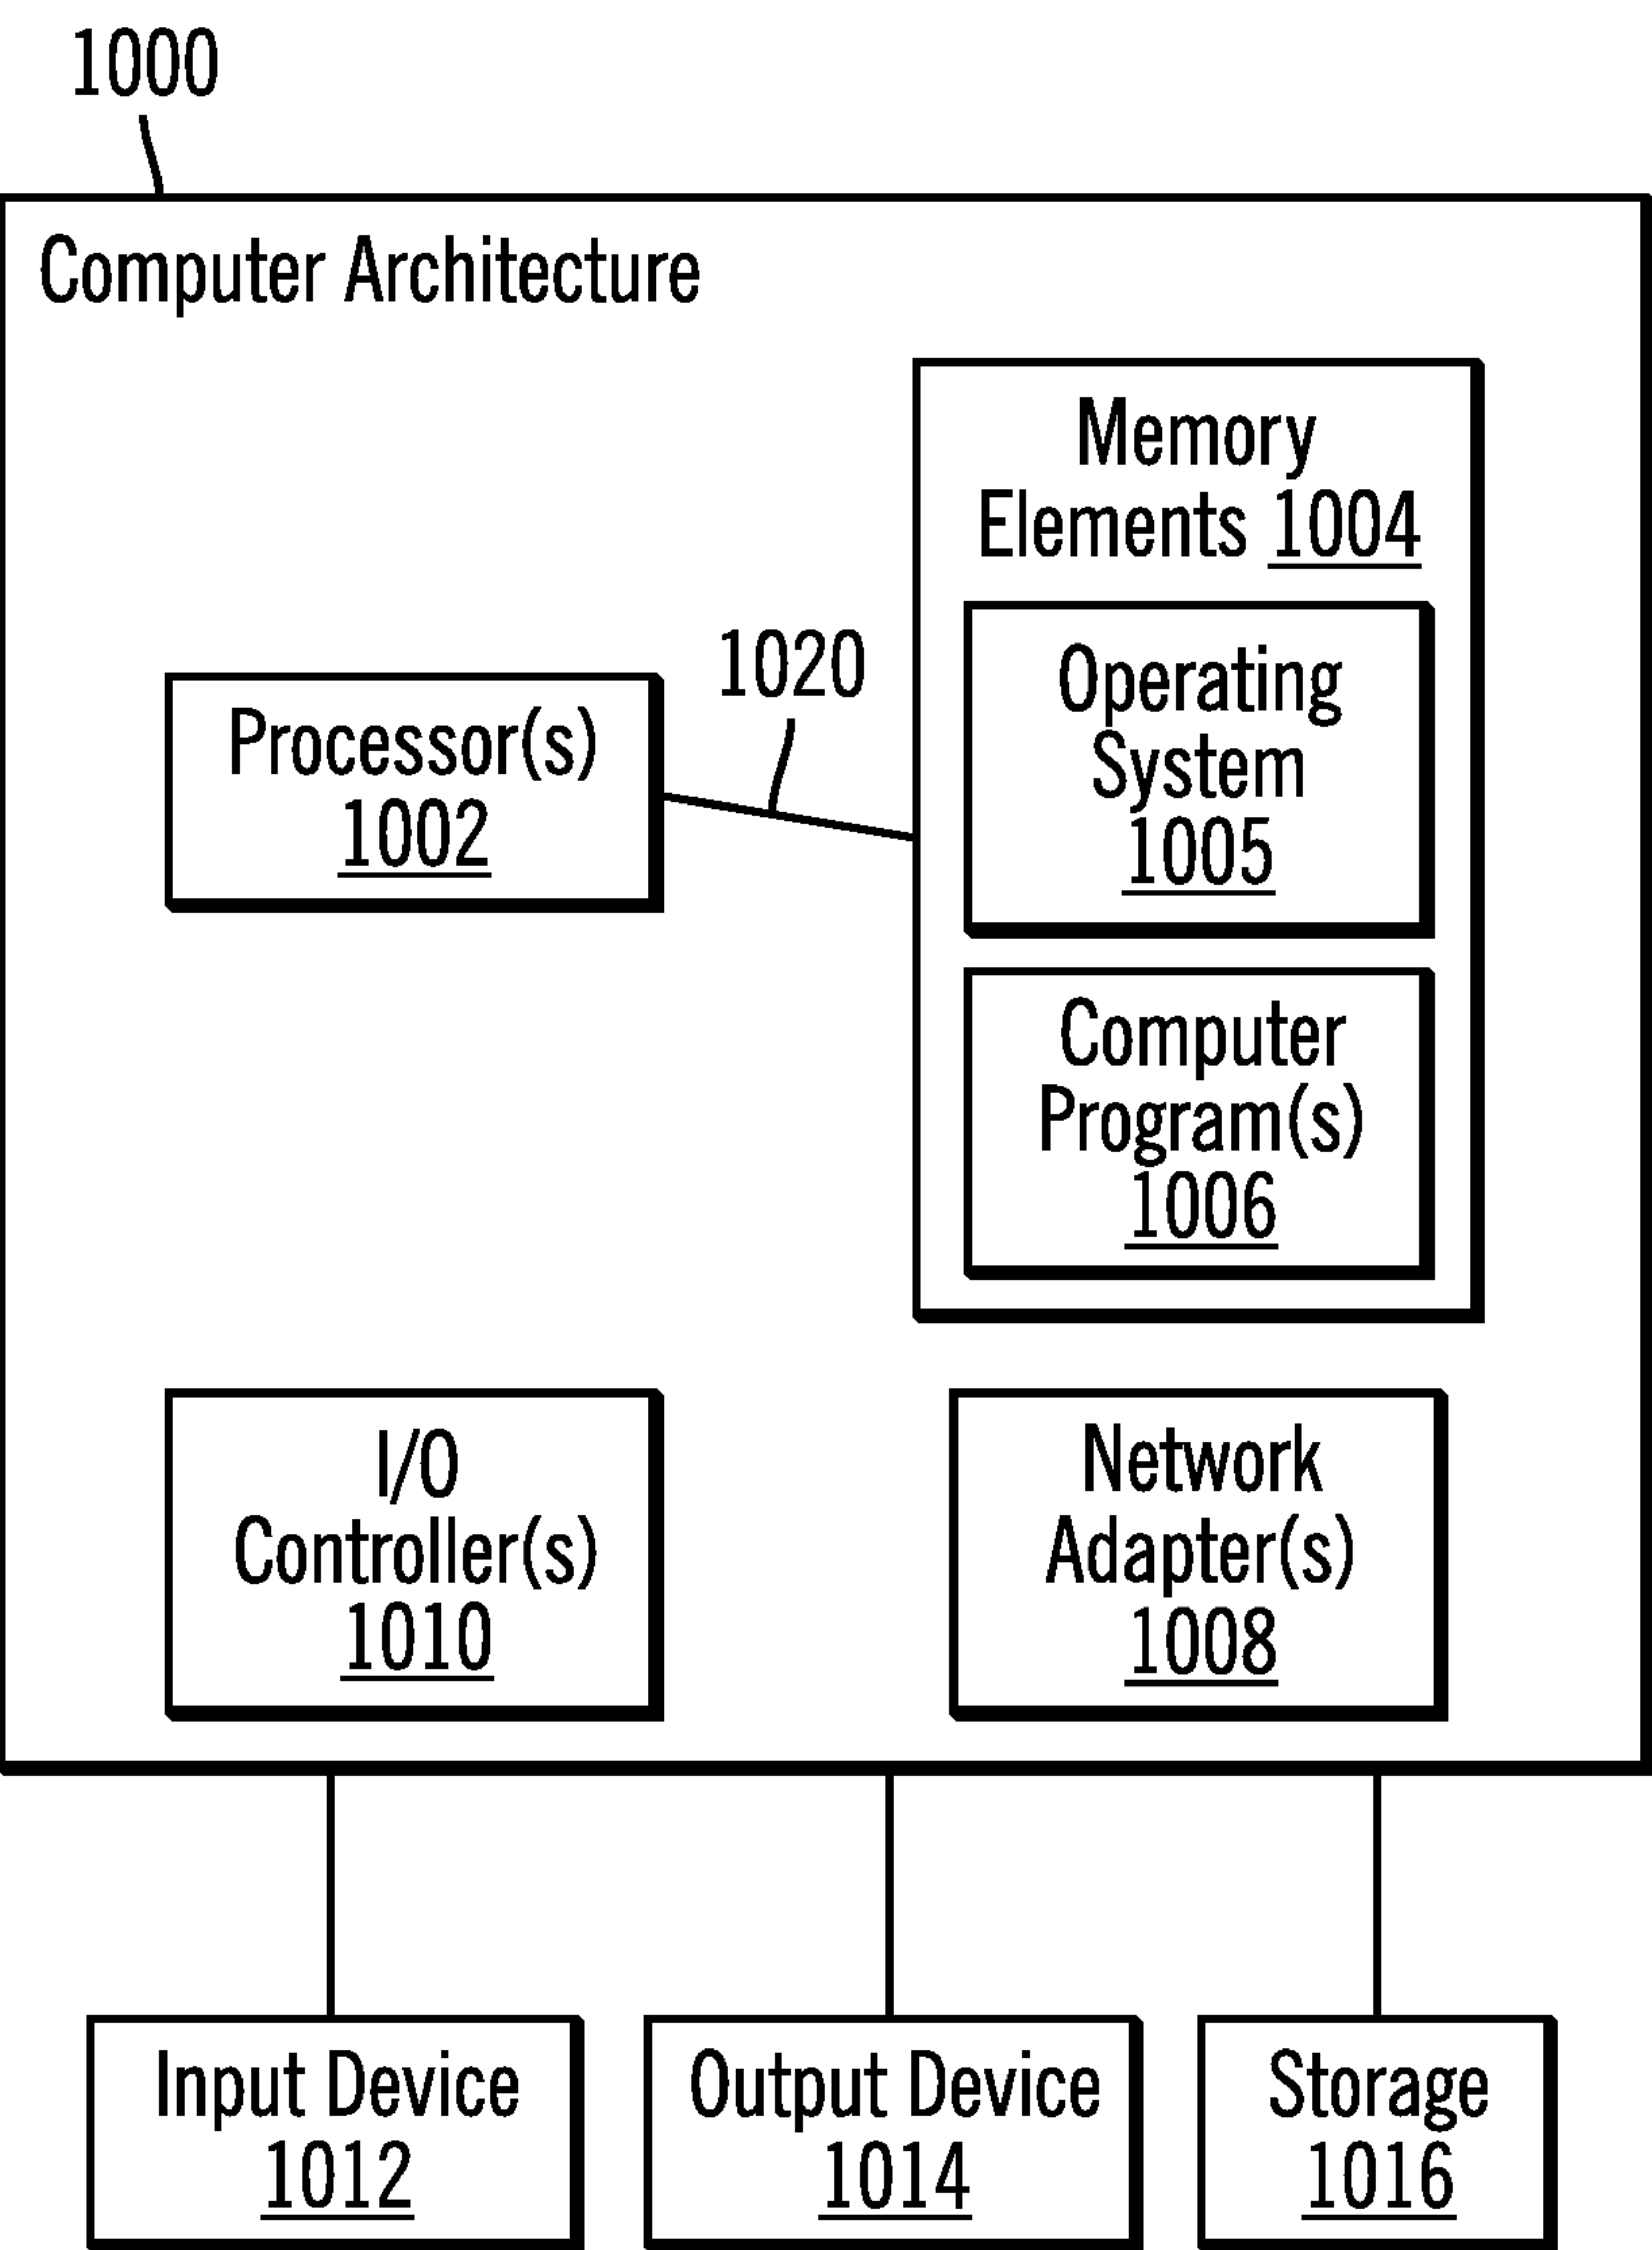 1000
Computer Architecture
Memory
Elements 1004
Operating
System
1005
1020
Processor(s)
1002
Computer
Program(s)
1006
I/O
Controller(s)
1010
Network
Adapter(s)
1008
Input Device
1012
Output Device
1014
Storage
1016